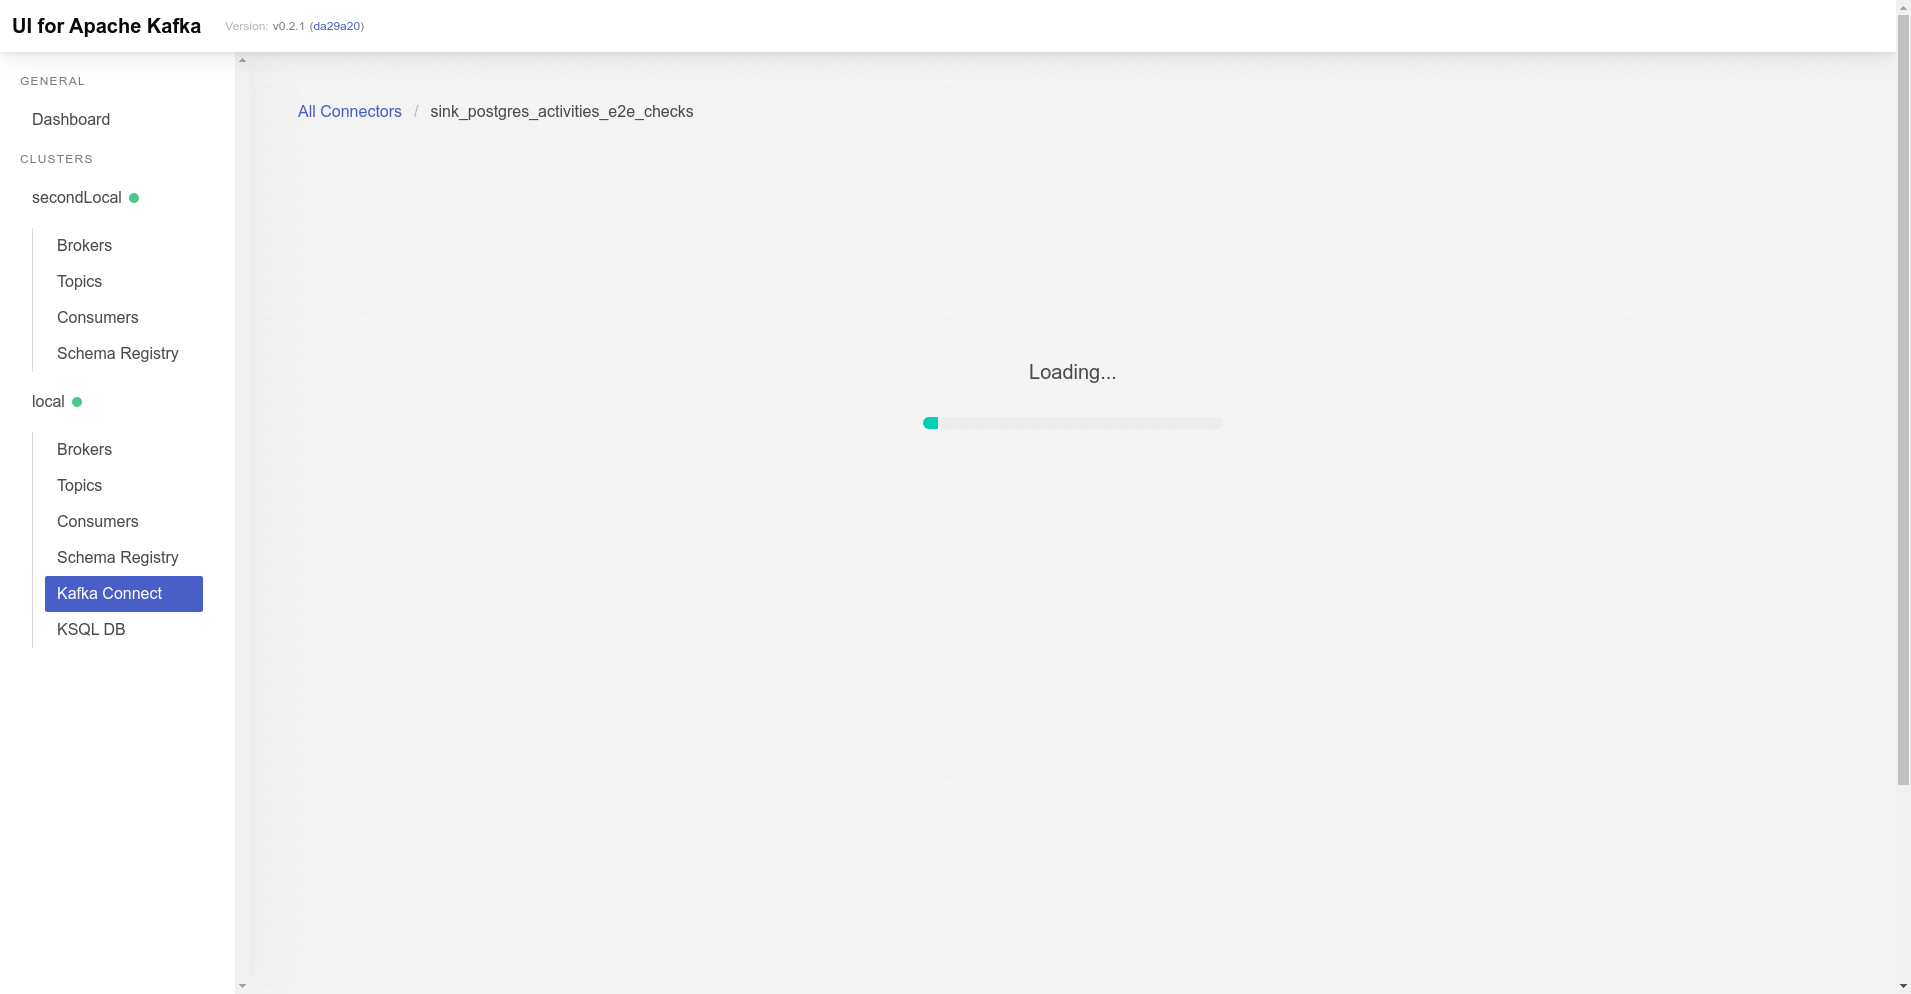 UI for Apache Kafka Version: v0.2.1 (da29a20)
GENERAL
Dashboard
CLUSTERS
secondLocal
Brokers
Topics
Consumers
Schema Registry
local
Brokers
Topics
Consumers
Schema Registry
Kafka Connect
KSQL DB
All Connectors / sink_postgres_activities_e2e_checks
Loading...